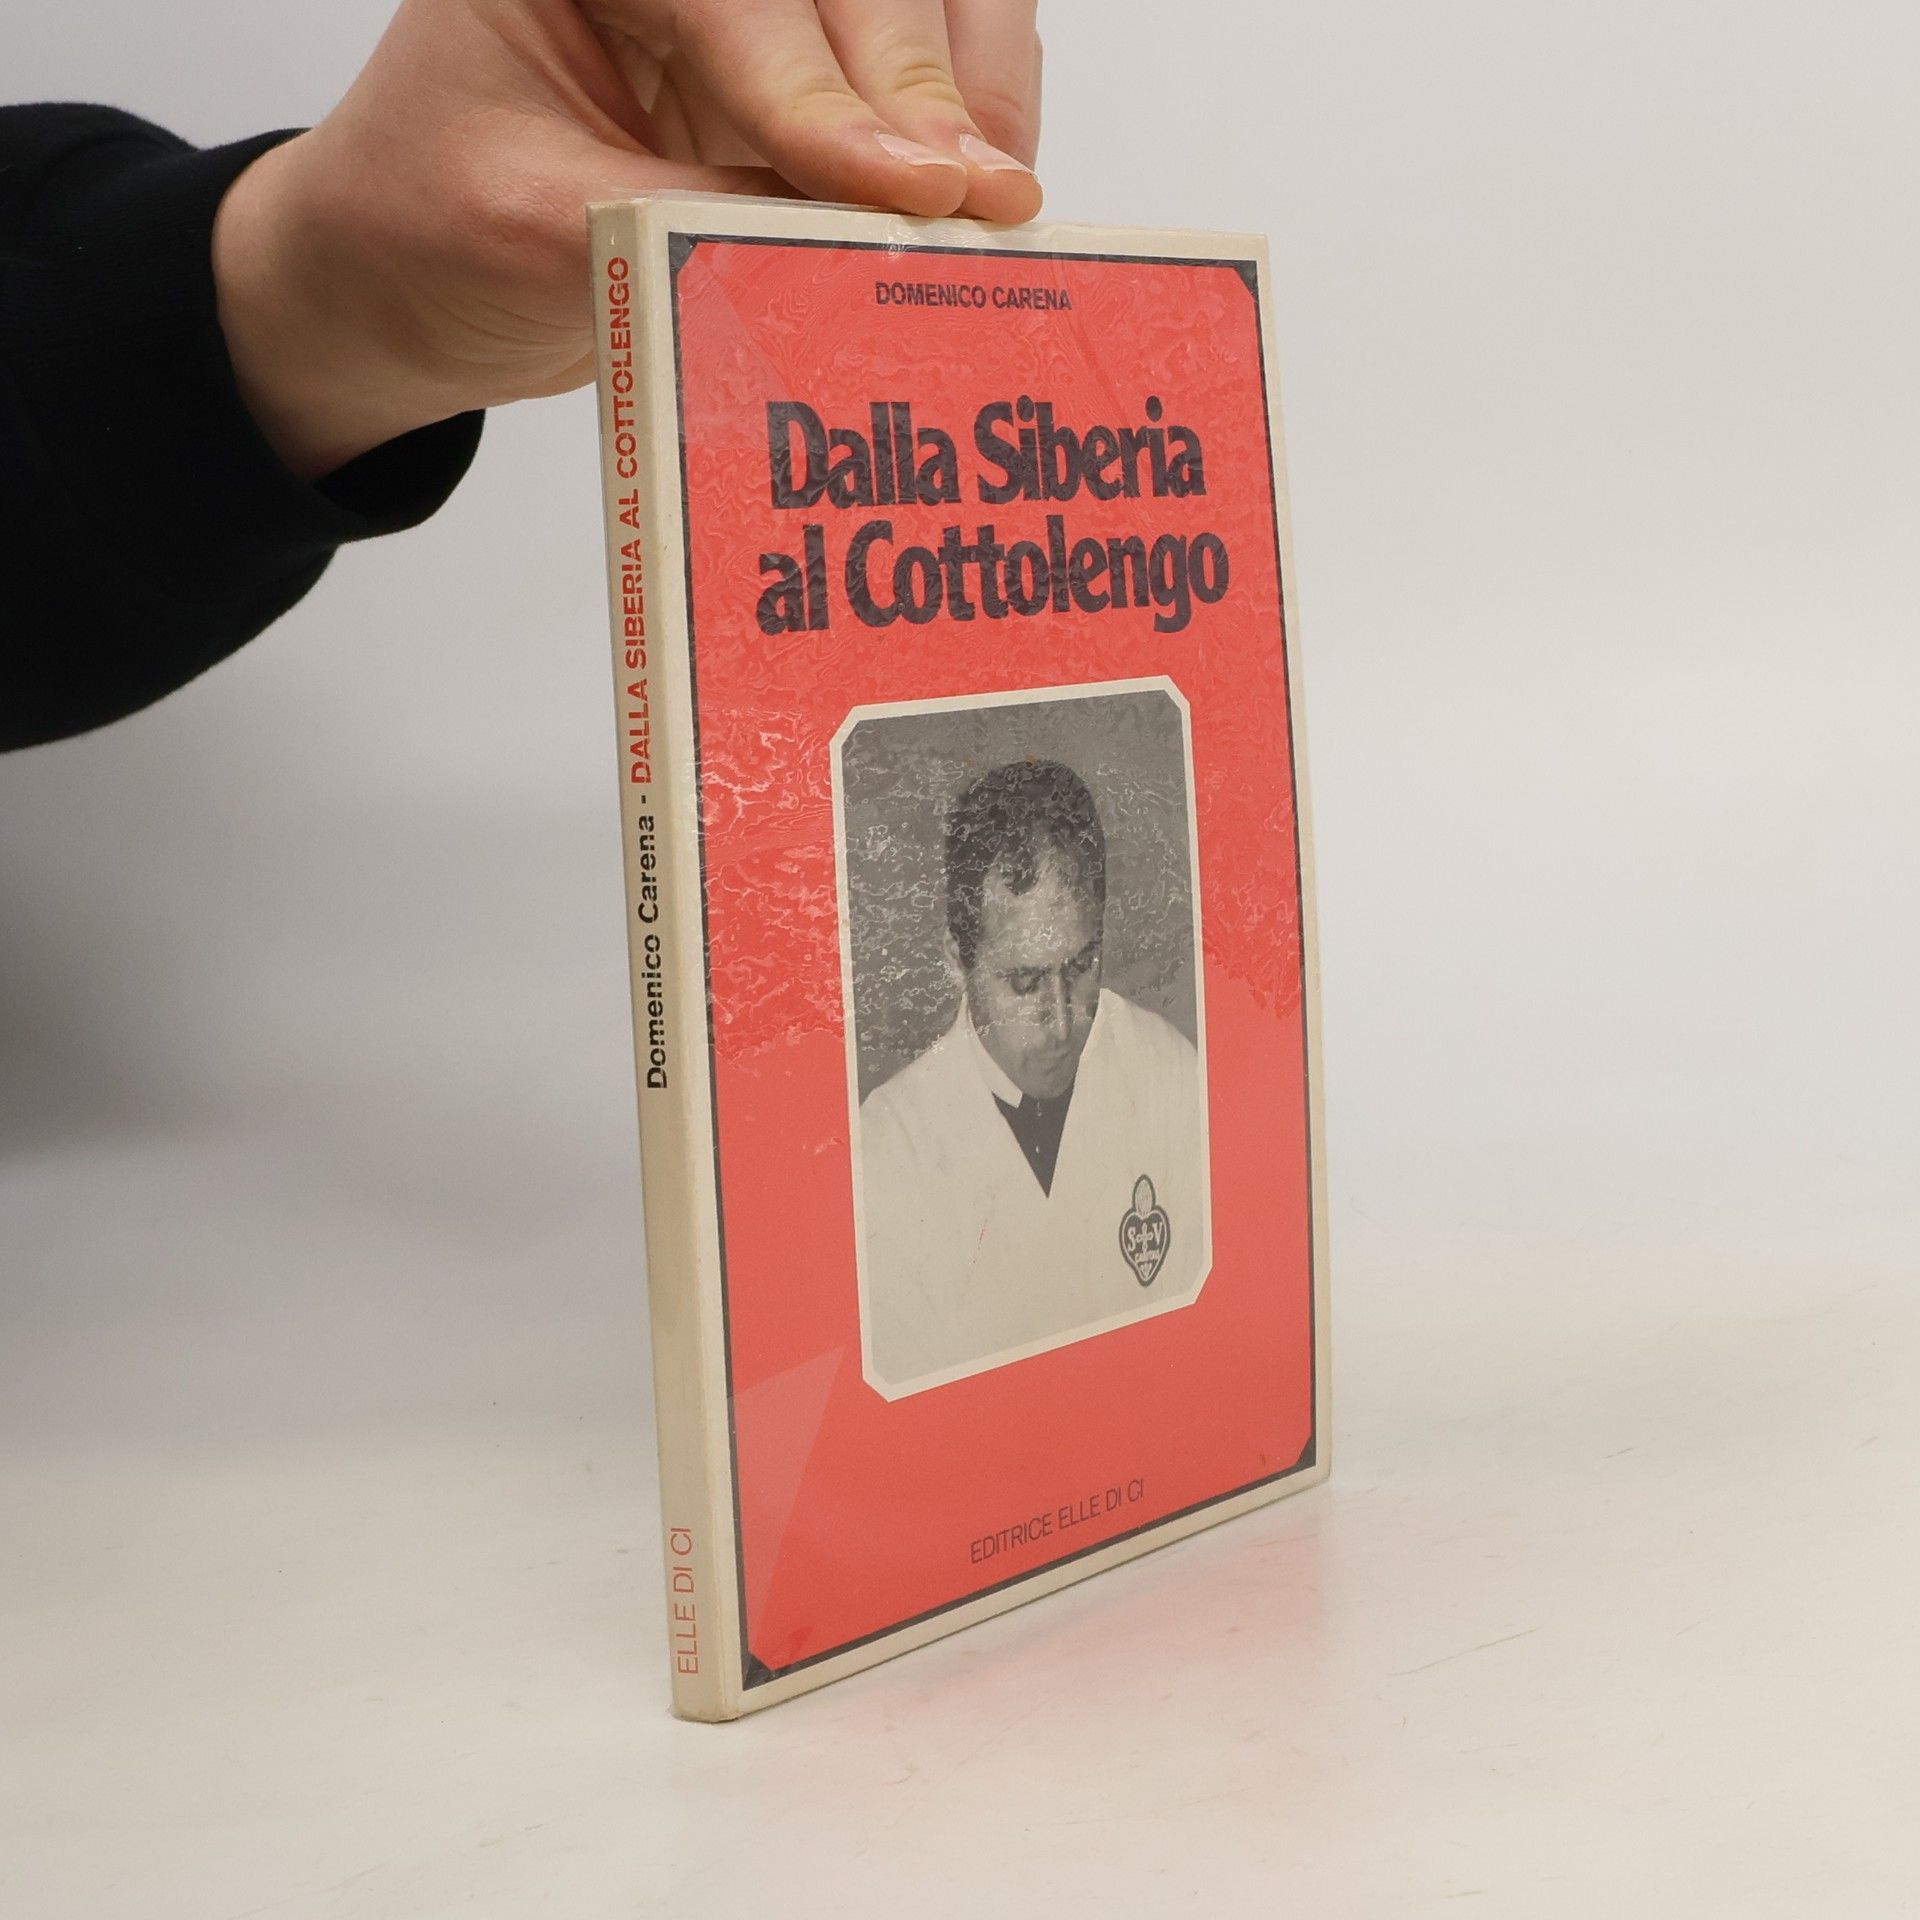 DOMENICO CARENA
Dalla Siberia
al Cottolengo
S V
EDITRICE ELLE DI CI
Domenico Carena - DALLA SIBERIA AL COTTOLENGO
ELLE DI CI